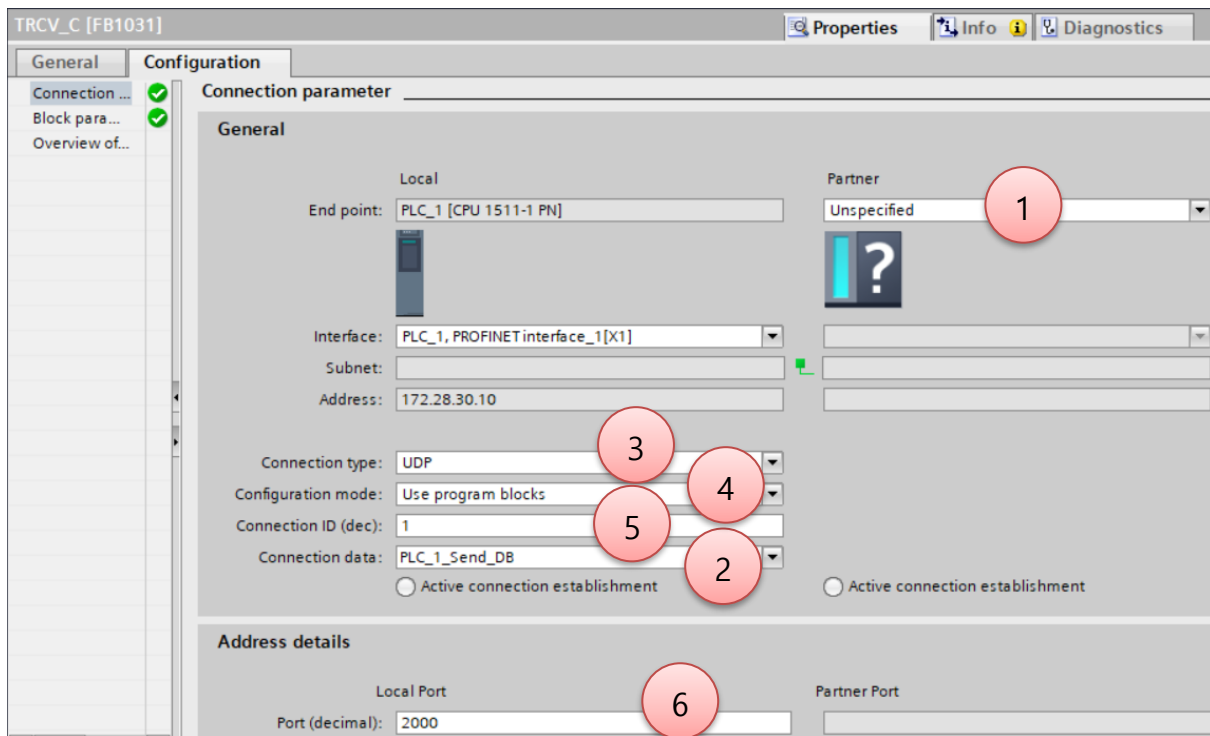 TRCV_C [FB1031]
Properties Info Diagnostics
General Configuration
Connection ...
Block para...
Overview of...
Connection parameter
General
Local Partner
End point: PLC_1 [CPU 1511-1 PN] Unspecified 1
?
Interface: PLC_1, PROFINET interface_1[X1]
Subnet:
Address: 172.28.30.10
Connection type: UDP 3
Configuration mode: Use program blocks 4
Connection ID (dec): 1 5
Connection data: PLC_1_Send_DB 2
Active connection establishment Active connection establishment
Address details
Local Port Partner Port
Port (decimal): 2000 6